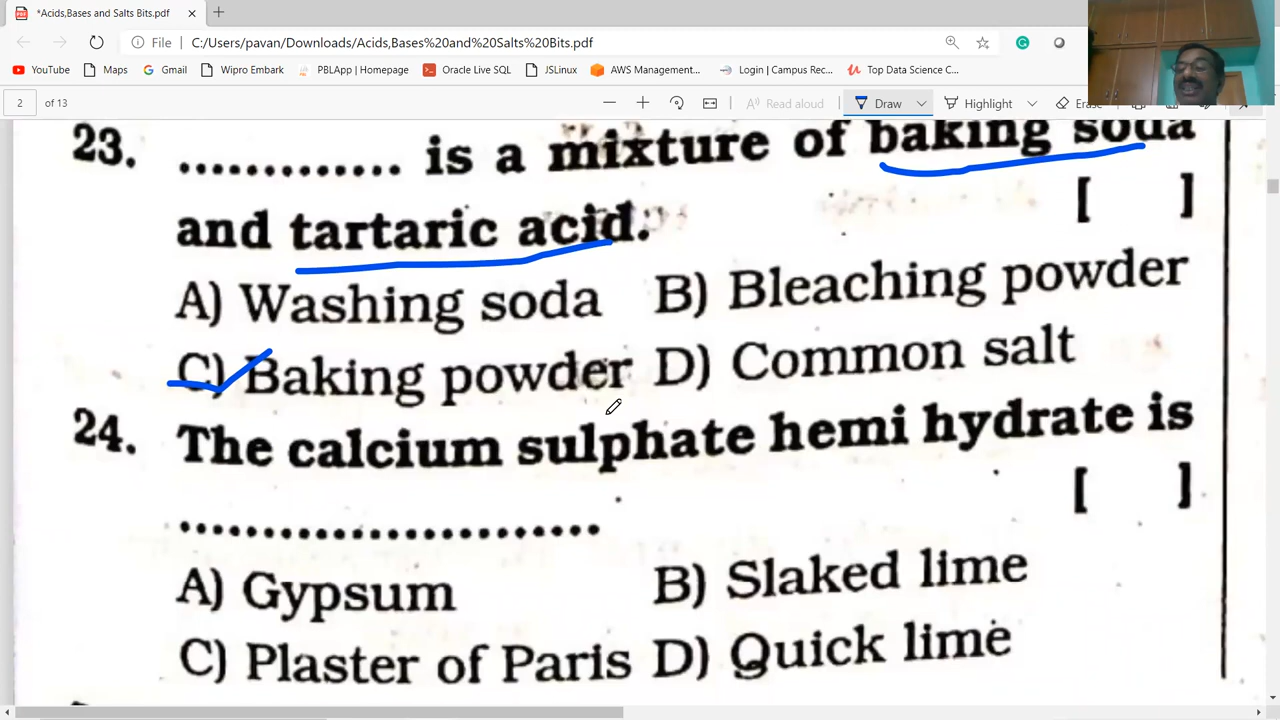 *Acids,Bases and Salts Bits.pdf
File C:/Users/pavan/Downloads/Acids,Bases%20and%20Salts%20Bits.pdf
YouTube Maps Gmail Wipro Embark PBLApp | Homepage Oracle Live SQL JSLinux AWS Management... Login | Campus Rec... Top Data Science C...
2 of 13 Read aloud Draw Highlight Erase
23. ............. is a mixture of baking soda
and tartaric acid. [ ]
A) Washing soda B) Bleaching powder
C) Baking powder D) Common salt
24. The calcium sulphate hemi hydrate is
......................... [ ]
A) Gypsum B) Slaked lime
C) Plaster of Paris D) Quick lime